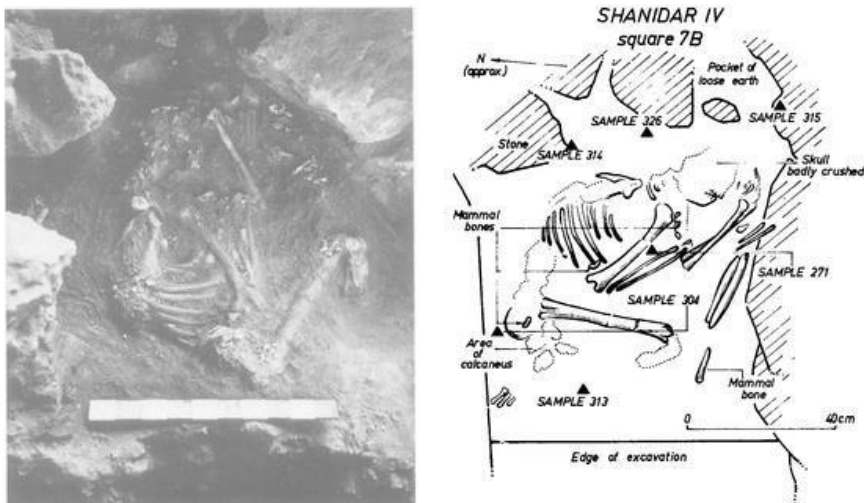 SHANIDAR IV
square 7B
N
(approx.)
Pocket of
loose earth
SAMPLE 326
SAMPLE 315
Stone
SAMPLE 314
Skull
badly crushed
Mammal
bones
SAMPLE 271
SAMPLE 304
Area
of
calcaneus
Mammal
bone
SAMPLE 313
0
40cm
Edge of excavation